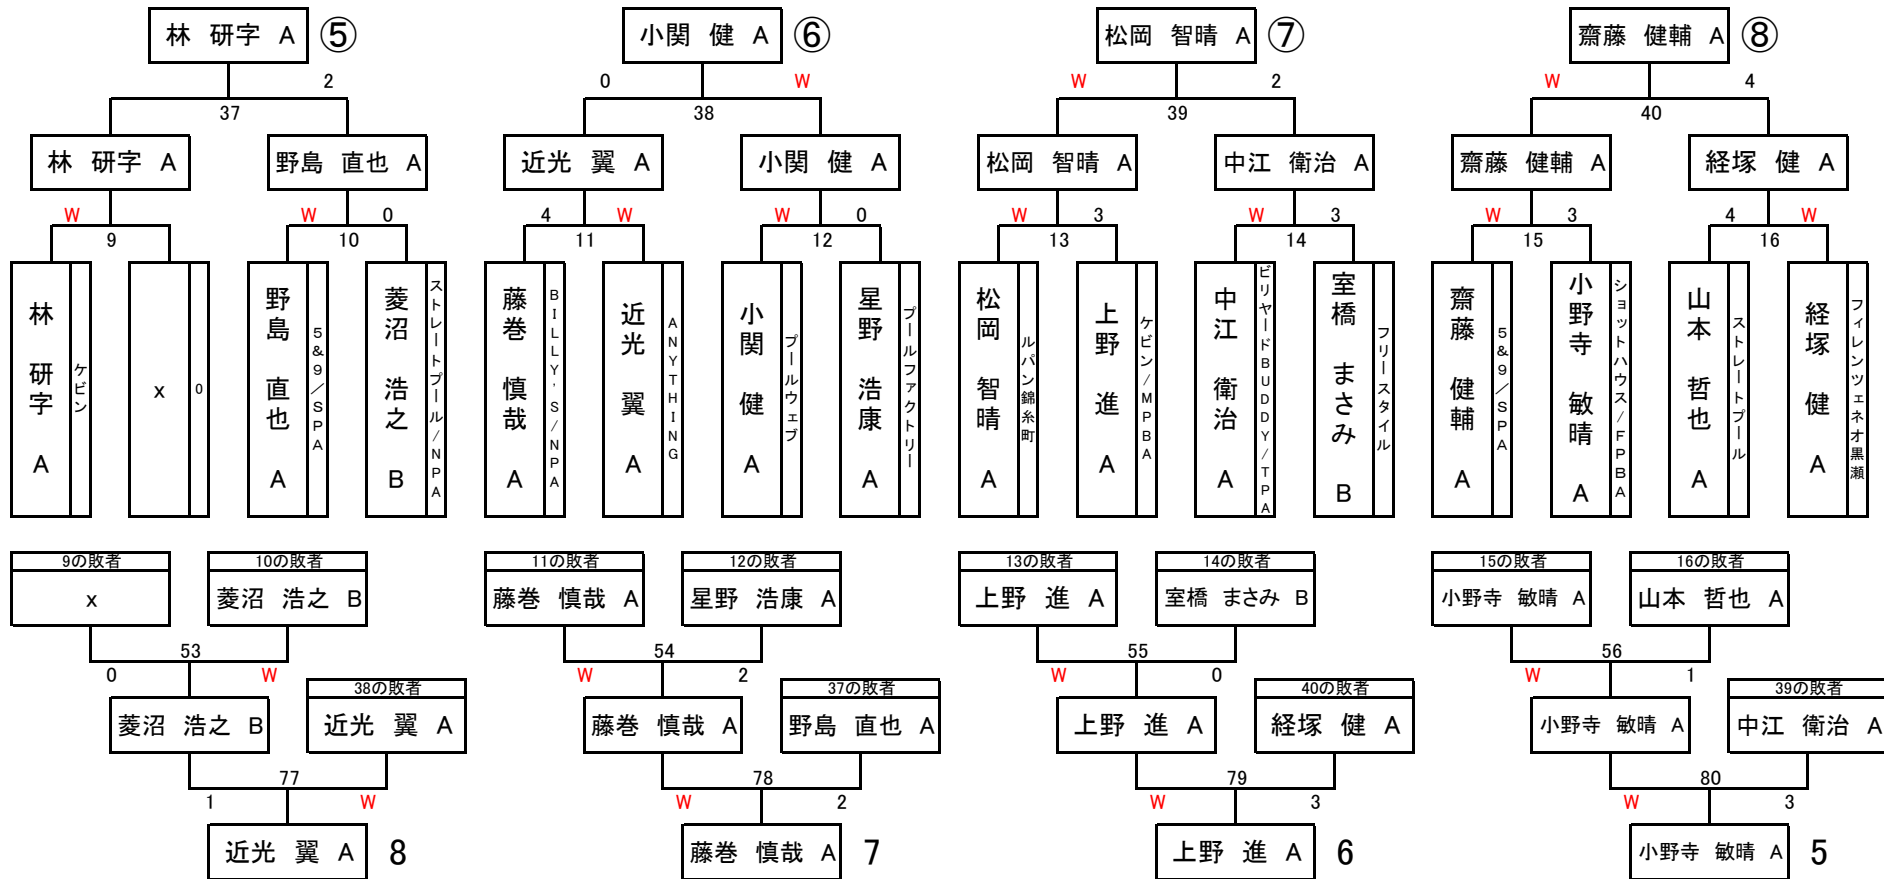 林 研字 A ⑤ 小関 健 A ⑥ 松岡 智晴 A ⑦ 齋藤 健輔 A ⑧
2 0 W W 2 W 4
37 38 39 40
林 研字 A 野島 直也 A 近光 翼 A 小関 健 A 松岡 智晴 A 中江 衛治 A 齋藤 健輔 A 経塚 健 A
W W 0 4 W W 0 W 3 W 3 W 3 4 W
9 10 11 12 13 14 15 16
林 研字 A
ケビン
x
0
野島 直也 A
5&9/SPA
菱沼 浩之 B
ストレートプール/NPA
藤巻 慎哉 A
BILLY'S/NPA
近光 翼 A
ANYTHING
小関 健 A
プールウェブ
星野 浩康 A
プールファクトリー
松岡 智晴 A
ルパン錦糸町
上野 進 A
ケビン/MPBA
中江 衛治 A
ビリヤードBUDDY/TPA
室橋 まさみ B
フリースタイル
齋藤 健輔 A
5&9/SPA
小野寺 敏晴 A
ショットハウス/FPBA
山本 哲也 A
ストレートプール
経塚 健 A
フィレンツェネオ黒瀬
9の敗者 10の敗者 11の敗者 12の敗者 13の敗者 14の敗者 15の敗者 16の敗者
x 菱沼 浩之 B 藤巻 慎哉 A 星野 浩康 A 上野 進 A 室橋 まさみ B 小野寺 敏晴 A 山本 哲也 A
53 54 55 56
0 W W 2 W 0 W 1
38の敗者 37の敗者 40の敗者 39の敗者
菱沼 浩之 B 近光 翼 A 藤巻 慎哉 A 野島 直也 A 上野 進 A 経塚 健 A 小野寺 敏晴 A 中江 衛治 A
77 78 79 80
1 W W 2 W 3 W 3
近光 翼 A 8 藤巻 慎哉 A 7 上野 進 A 6 小野寺 敏晴 A 5